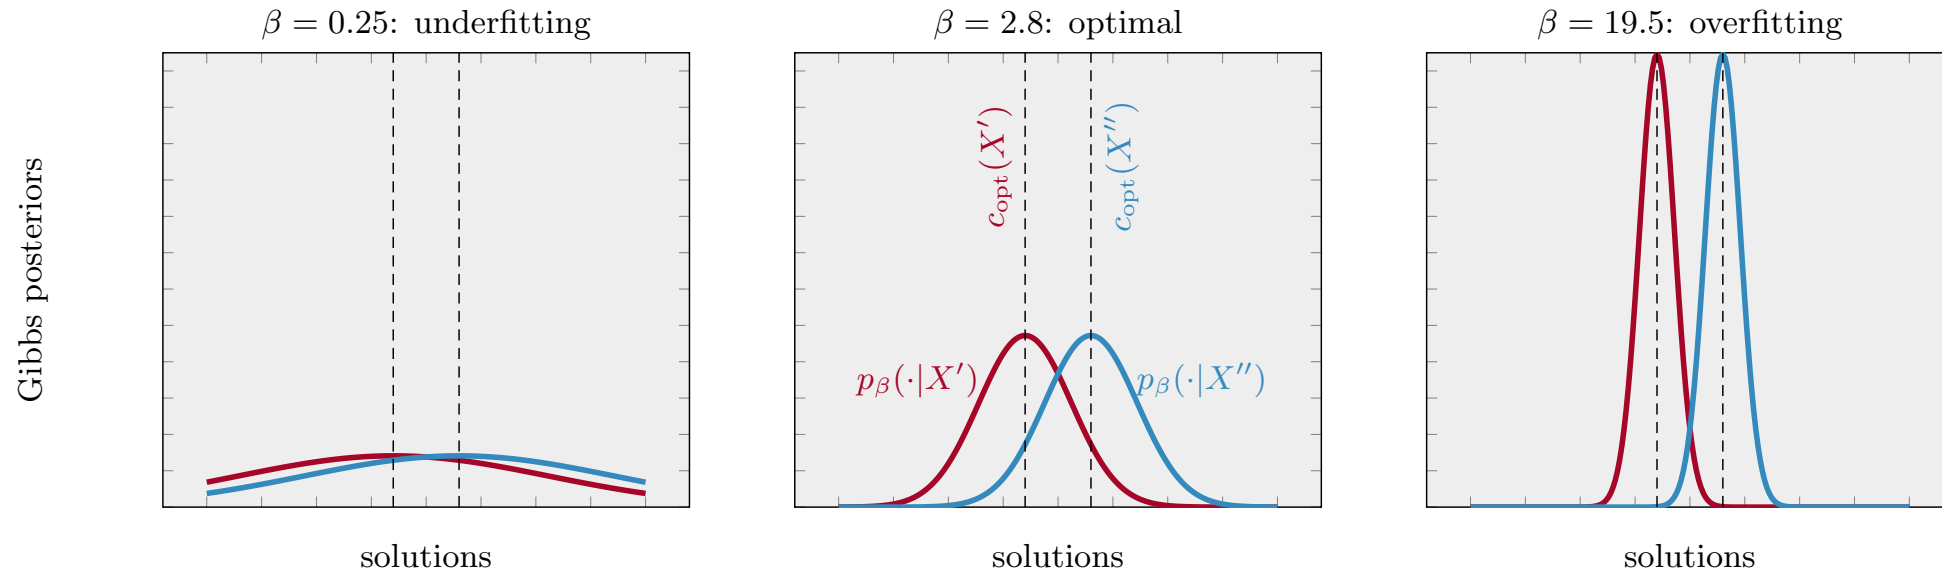 β = 0.25: underfitting
β = 2.8: optimal
β = 19.5: overfitting
Gibbs posteriors
c_opt(X′)
c_opt(X″)
p_β(·|X′)
p_β(·|X″)
solutions
solutions
solutions